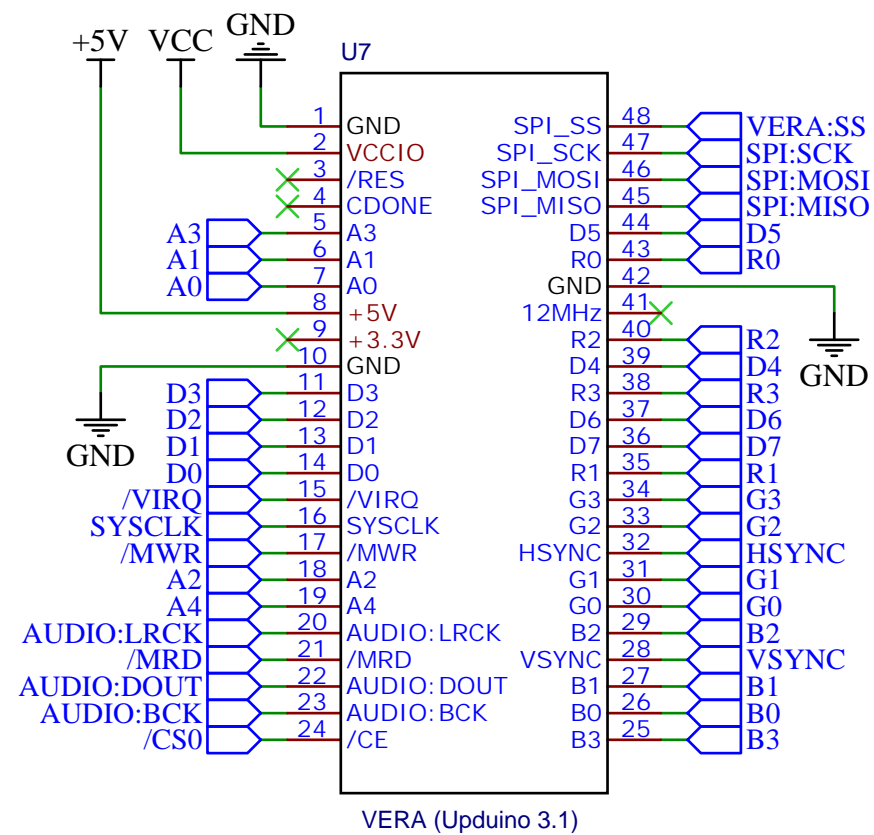 +5V VCC GND
U7
1 GND SPI_SS 48 VERA:SS
2 VCCIO SPI_SCK 47 SPI:SCK
3 /RES SPI_MOSI 46 SPI:MOSI
4 CDONE SPI_MISO 45 SPI:MISO
A3 5 A3 D5 44 D5
A1 6 A1 R0 43 R0
A0 7 A0 GND 42
8 +5V 12MHz 41
9 +3.3V R2 40 R2
10 GND D4 39 D4
GND
D3 11 D3 R3 38 R3
D2 12 D2 D6 37 D6
D1 13 D1 D7 36 D7
GND
D0 14 D0 R1 35 R1
/VIRQ 15 /VIRQ G3 34 G3
SYSCLK 16 SYSCLK G2 33 G2
/MWR 17 /MWR HSYNC 32 HSYNC
A2 18 A2 G1 31 G1
A4 19 A4 G0 30 G0
AUDIO:LRCK 20 AUDIO:LRCK B2 29 B2
/MRD 21 /MRD VSYNC 28 VSYNC
AUDIO:DOUT 22 AUDIO:DOUT B1 27 B1
AUDIO:BCK 23 AUDIO:BCK B0 26 B0
/CS0 24 /CE B3 25 B3
VERA (Upduino 3.1)